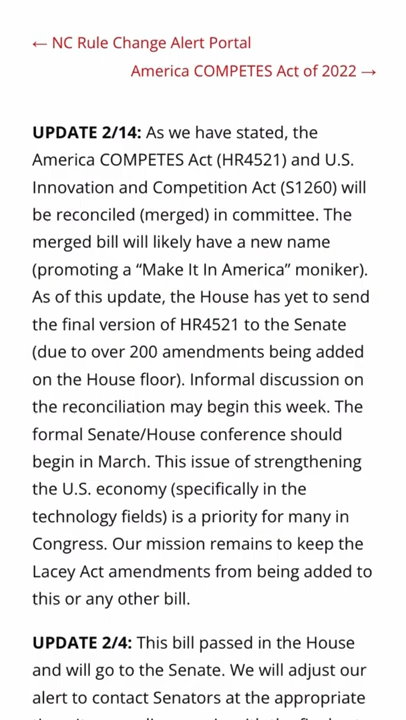 ← NC Rule Change Alert Portal
America COMPETES Act of 2022 →
UPDATE 2/14: As we have stated, the
America COMPETES Act (HR4521) and U.S.
Innovation and Competition Act (S1260) will
be reconciled (merged) in committee. The
merged bill will likely have a new name
(promoting a “Make It In America” moniker).
As of this update, the House has yet to send
the final version of HR4521 to the Senate
(due to over 200 amendments being added
on the House floor). Informal discussion on
the reconciliation may begin this week. The
formal Senate/House conference should
begin in March. This issue of strengthening
the U.S. economy (specifically in the
technology fields) is a priority for many in
Congress. Our mission remains to keep the
Lacey Act amendments from being added to
this or any other bill.
UPDATE 2/4: This bill passed in the House
and will go to the Senate. We will adjust our
alert to contact Senators at the appropriate